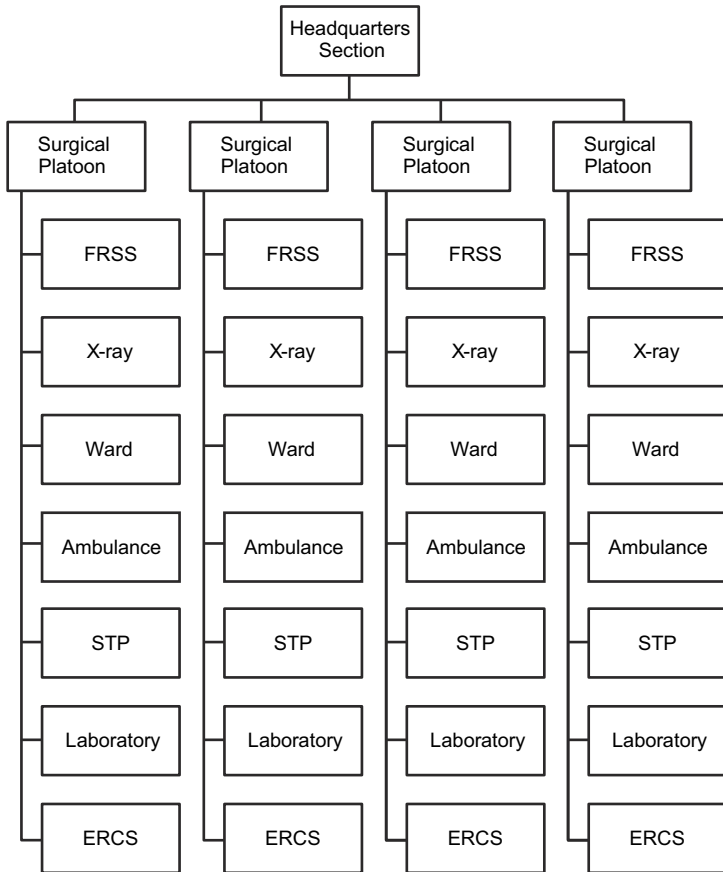 Headquarters
Section
Surgical
Platoon
Surgical
Platoon
Surgical
Platoon
Surgical
Platoon
FRSS
FRSS
FRSS
FRSS
X-ray
X-ray
X-ray
X-ray
Ward
Ward
Ward
Ward
Ambulance
Ambulance
Ambulance
Ambulance
STP
STP
STP
STP
Laboratory
Laboratory
Laboratory
Laboratory
ERCS
ERCS
ERCS
ERCS